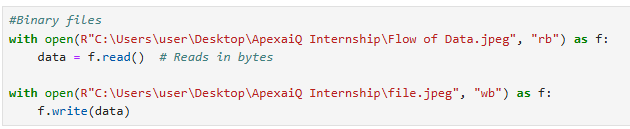 #Binary files
with open(R"C:\Users\user\Desktop\ApexaiQ Internship\Flow of Data.jpeg", "rb") as f:
    data = f.read()  # Reads in bytes
with open(R"C:\Users\user\Desktop\ApexaiQ Internship\file.jpeg", "wb") as f:
    f.write(data)